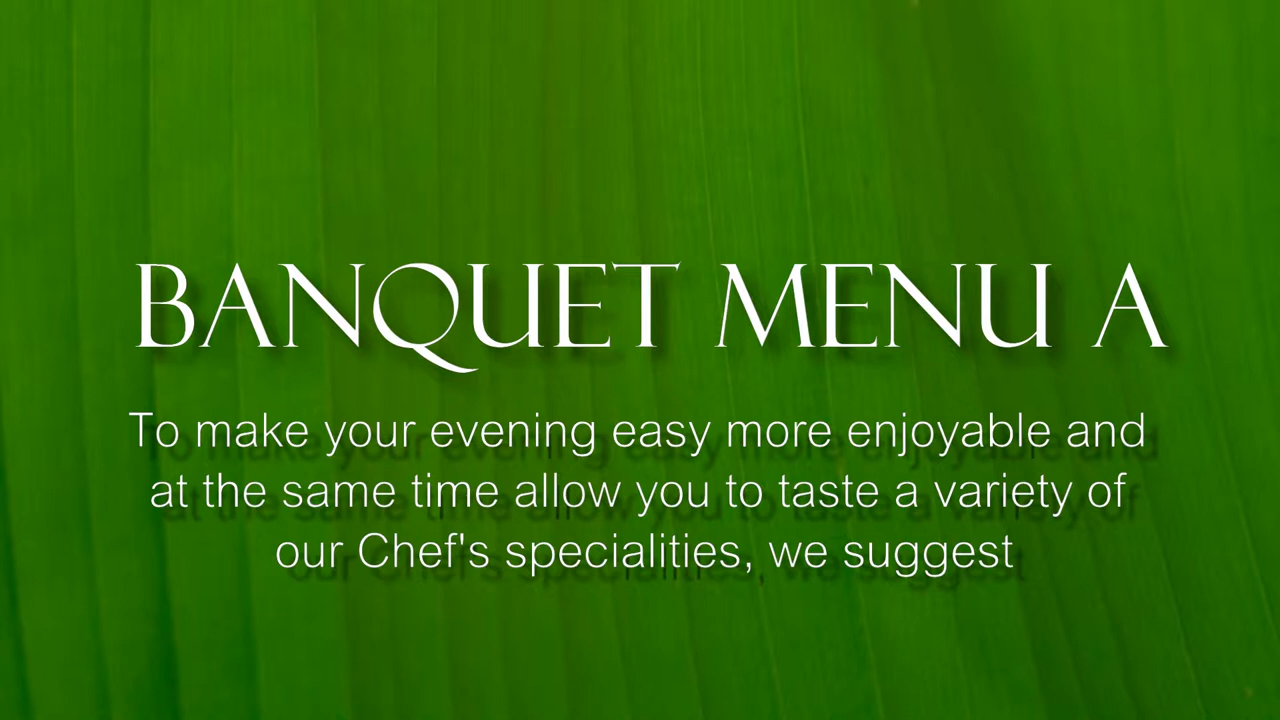 BANQUET MENU A
To make your evening easy more enjoyable and
at the same time allow you to taste a variety of
our Chef's specialities, we suggest